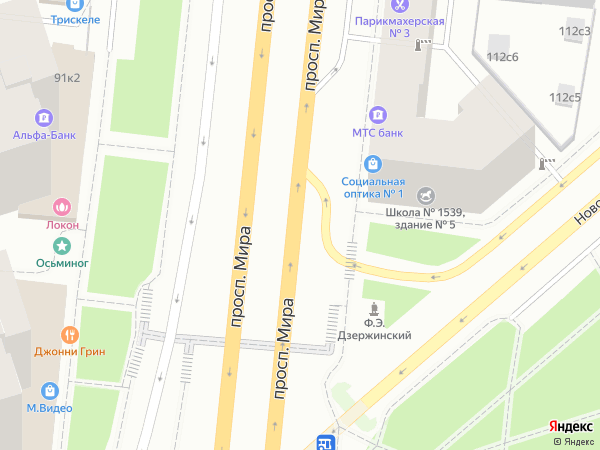 Трискеле
просп
Парикмахерская
№ 3
112с3
112с6
112с5
91к2
просп. Мира
Альфа-Банк
МТС банк
Социальная
оптика № 1
Школа № 1539,
здание № 5
Ново
Локон
Осьминог
просп. Мира
просп. Мира
Ф.Э.
Дзержинский
Джонни Грин
М.Видео
Яндекс
© Яндекс